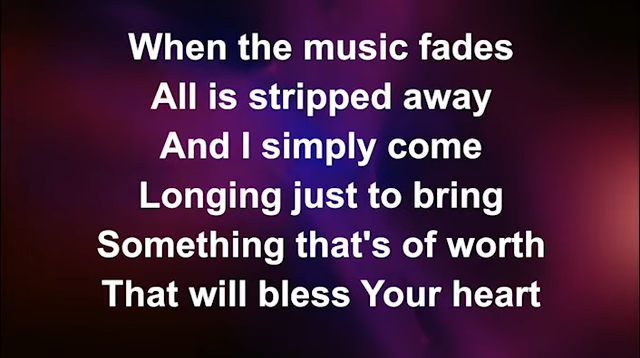 When the music fades
All is stripped away
And I simply come
Longing just to bring
Something that's of worth
That will bless Your heart